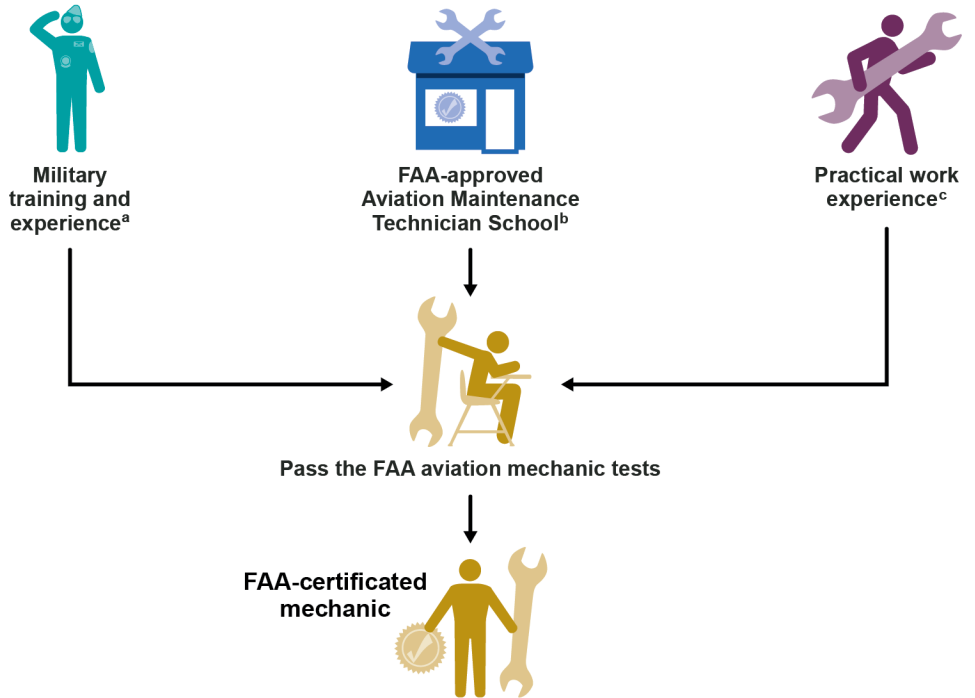 Military
training and
experienceᵃ
FAA-approved
Aviation Maintenance
Technician Schoolᵇ
Practical work
experienceᶜ
Pass the FAA aviation mechanic tests
FAA-certificated
mechanic